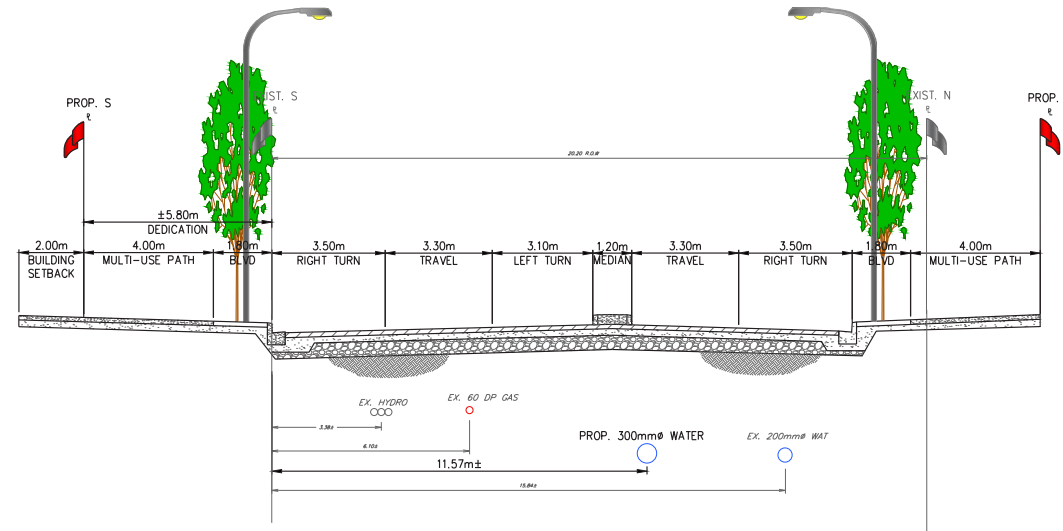 PROP. S
℄
EXIST. S
℄
EXIST. N
℄
PROP.
℄
20.20 R.O.W
±5.80m
DEDICATION
2.00m
BUILDING
SETBACK
4.00m
MULTI-USE PATH
1.80m
BLVD
3.50m
RIGHT TURN
3.30m
TRAVEL
3.10m
LEFT TURN
1.20m
MEDIAN
3.30m
TRAVEL
3.50m
RIGHT TURN
1.80m
BLVD
4.00m
MULTI-USE PATH
EX. HYDRO
EX. 60 DP GAS
3.38±
6.10±
PROP. 300mmø WATER
EX. 200mmø WAT
11.57m±
15.84±